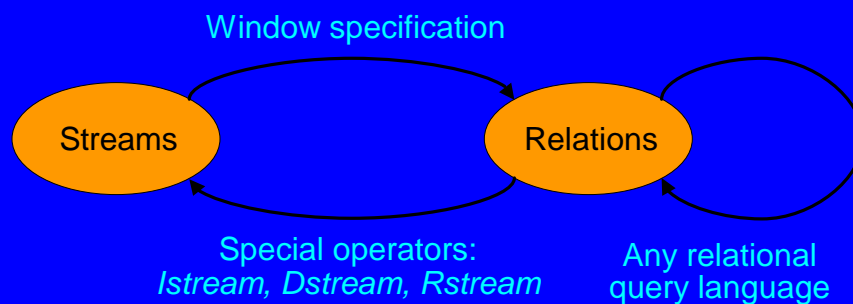 Window specification
Streams
Relations
Special operators:
Istream, Dstream, Rstream
Any relational
query language